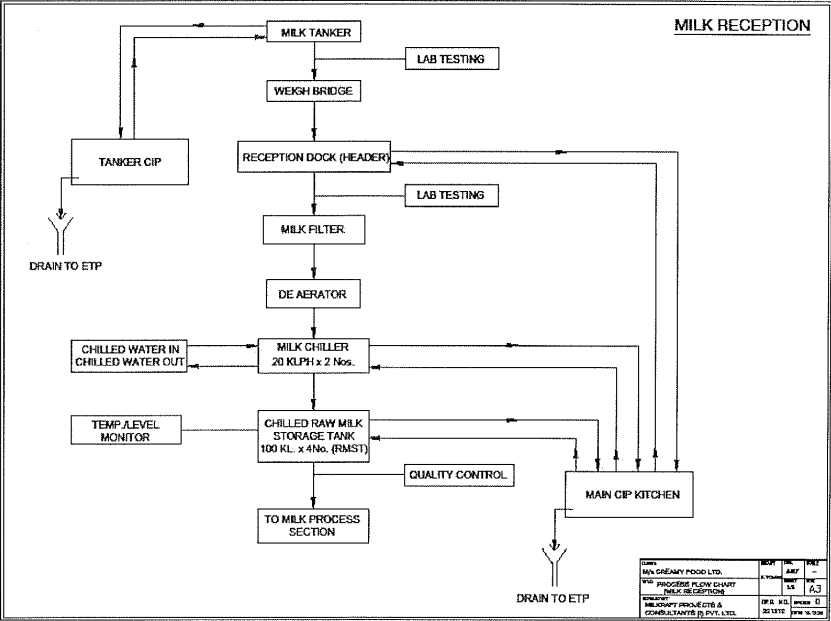 MILK RECEPTION
MILK TANKER
LAB TESTING
WEIGH BRIDGE
TANKER CIP
RECEPTION DOCK (HEADER)
LAB TESTING
MILK FILTER
DRAIN TO ETP
DE AERATOR
CHILLED WATER IN
CHILLED WATER OUT
MILK CHILLER
20 KLPH x 2 Nos.
TEMP./LEVEL
MONITOR
CHILLED RAW MILK
STORAGE TANK
100 KL. x 4No. (RMST)
QUALITY CONTROL
MAIN CIP KITCHEN
TO MILK PROCESS
SECTION
DRAIN TO ETP
M/s CREAMY FOOD LTD.
PROCESS FLOW CHART
(MILK RECEPTION)
A3
MILKRAFT PROJECTS &
CONSULTANTS (I) PVT. LTD.